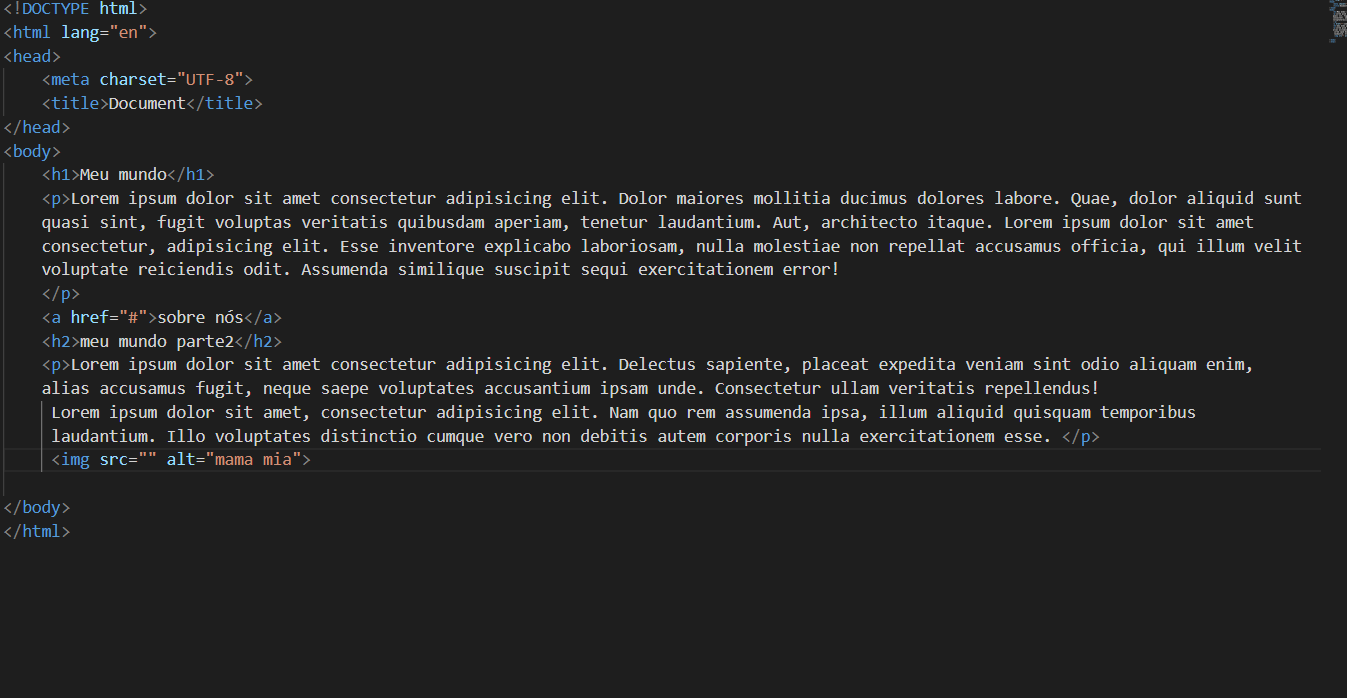 <!DOCTYPE html>
<html lang="en">
<head>
    <meta charset="UTF-8">
    <title>Document</title>
</head>
<body>
    <h1>Meu mundo</h1>
    <p>Lorem ipsum dolor sit amet consectetur adipisicing elit. Dolor maiores mollitia ducimus dolores labore. Quae, dolor aliquid sunt
    quasi sint, fugit voluptas veritatis quibusdam aperiam, tenetur laudantium. Aut, architecto itaque. Lorem ipsum dolor sit amet
    consectetur, adipisicing elit. Esse inventore explicabo laboriosam, nulla molestiae non repellat accusamus officia, qui illum velit
    voluptate reiciendis odit. Assumenda similique suscipit sequi exercitationem error!
    </p>
    <a href="#">sobre nós</a>
    <h2>meu mundo parte2</h2>
    <p>Lorem ipsum dolor sit amet consectetur adipisicing elit. Delectus sapiente, placeat expedita veniam sint odio aliquam enim,
    alias accusamus fugit, neque saepe voluptates accusantium ipsam unde. Consectetur ullam veritatis repellendus!
     Lorem ipsum dolor sit amet, consectetur adipisicing elit. Nam quo rem assumenda ipsa, illum aliquid quisquam temporibus
     laudantium. Illo voluptates distinctio cumque vero non debitis autem corporis nulla exercitationem esse. </p>
     <img src="" alt="mama mia">
</body>
</html>